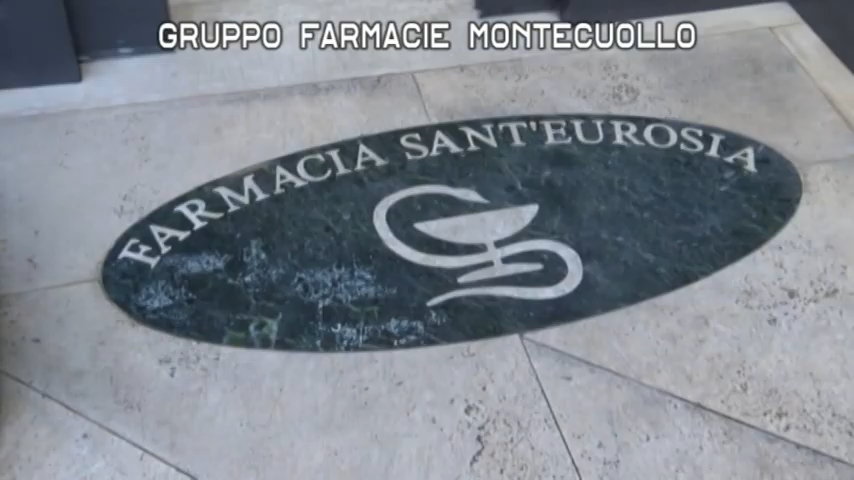 GRUPPO FARMACIE MONTECUOLLO
FARMACIA SANT'EUROSIA